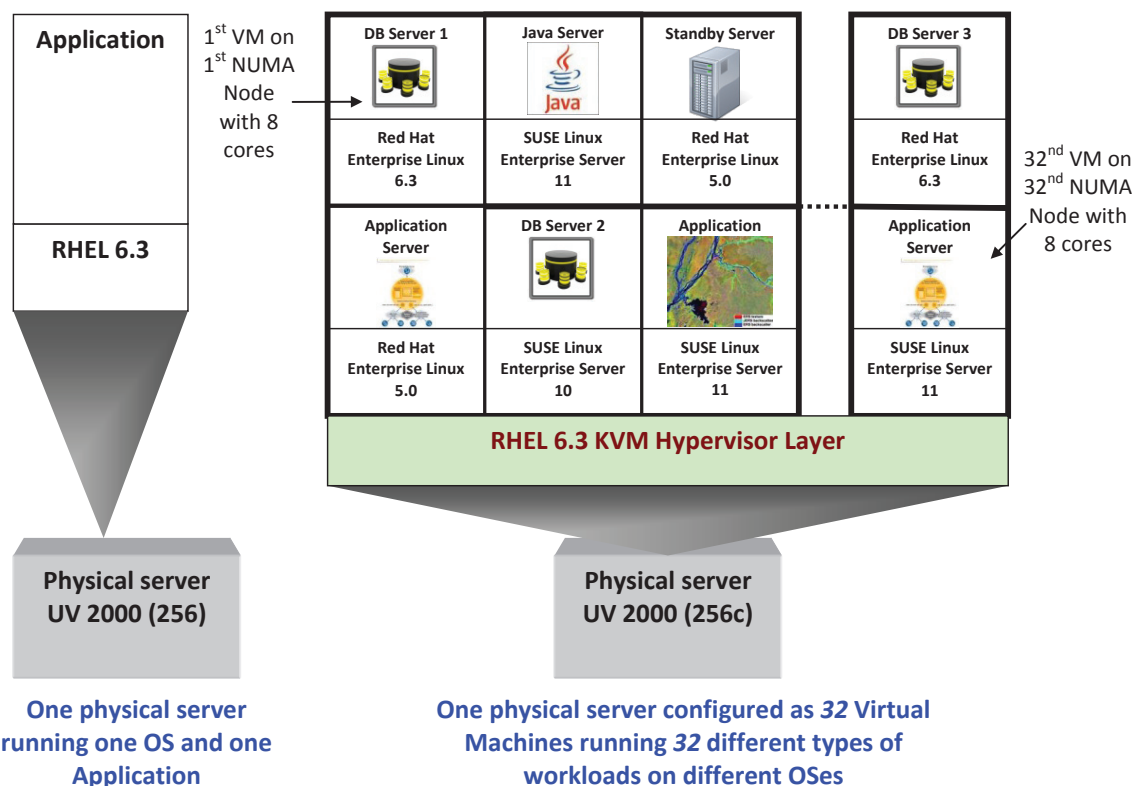 Application
RHEL 6.3
Physical server
UV 2000 (256)
One physical server
running one OS and one
Application
1st VM on
1st NUMA
Node
with 8
cores
DB Server 1
Red Hat
Enterprise Linux
6.3
Java Server
Java
SUSE Linux
Enterprise Server
11
Standby Server
Red Hat
Enterprise Linux
5.0
DB Server 3
Red Hat
Enterprise Linux
6.3
Application
Server
Red Hat
Enterprise Linux
5.0
DB Server 2
SUSE Linux
Enterprise Server
10
Application
SUSE Linux
Enterprise Server
11
Application
Server
SUSE Linux
Enterprise Server
11
32nd VM on
32nd NUMA
Node with
8 cores
RHEL 6.3 KVM Hypervisor Layer
Physical server
UV 2000 (256c)
One physical server configured as 32 Virtual
Machines running 32 different types of
workloads on different OSes